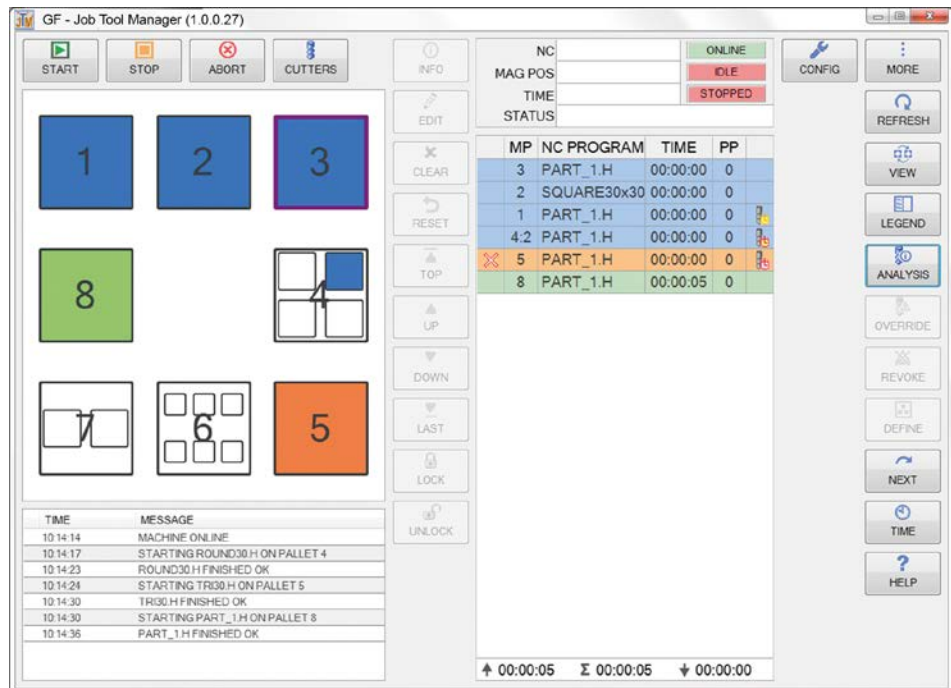 GF - Job Tool Manager (1.0.0.27)
START STOP ABORT CUTTERS
1 2 3
8 4
7 6 5
TIME MESSAGE
10:14:14 MACHINE ONLINE
10:14:17 STARTING ROUND30.H ON PALLET 4
10:14:23 ROUND30.H FINISHED OK
10:14:24 STARTING TRI30.H ON PALLET 5
10:14:30 TRI30.H FINISHED OK
10:14:30 STARTING PART_1.H ON PALLET 8
10:14:36 PART_1.H FINISHED OK
INFO
EDIT
CLEAR
RESET
TOP
UP
DOWN
LAST
LOCK
UNLOCK
NC ONLINE
MAG POS IDLE
TIME STOPPED
STATUS
MP NC PROGRAM TIME PP
3 PART_1.H 00:00:00 0
2 SQUARE30x30 00:00:00 0
1 PART_1.H 00:00:00 0
4:2 PART_1.H 00:00:00 0
5 PART_1.H 00:00:00 0
8 PART_1.H 00:00:05 0
00:00:05 Σ 00:00:05 00:00:00
CONFIG
MORE
REFRESH
VIEW
LEGEND
ANALYSIS
OVERRIDE
REVOKE
DEFINE
NEXT
TIME
? HELP